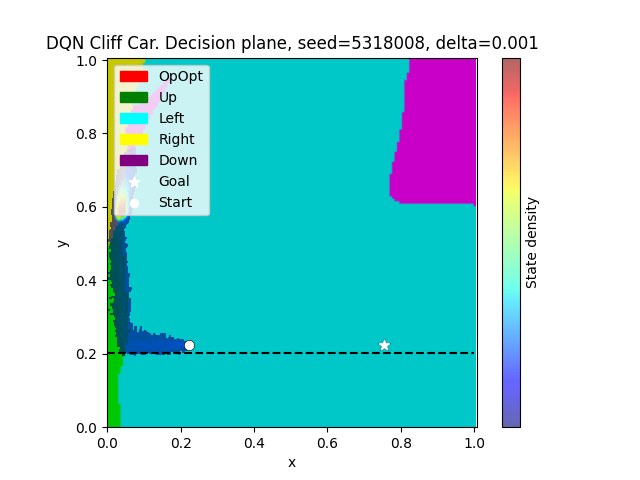 DQN Cliff Car. Decision plane, seed=5318008, delta=0.001
OpOpt
Up
Left
Right
Down
Goal
Start
1.0
0.8
0.6
0.4
0.2
0.0
y
0.0 0.2 0.4 0.6 0.8 1.0
x
State density